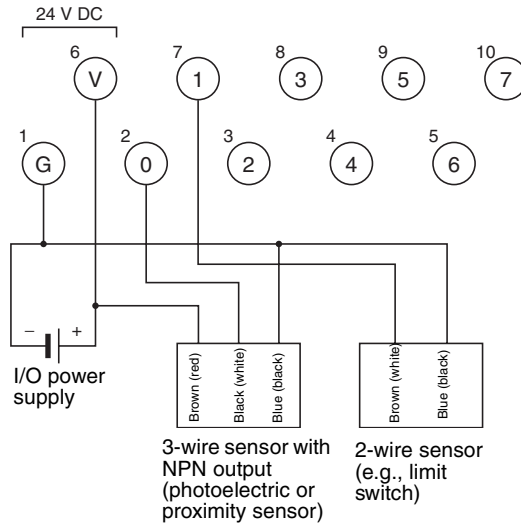 24 V DC
6 7 8 9 10
V 1 3 5 7
1 2 3 4 5
G 0 2 4 6
− +
I/O power
supply
Brown (red)
Black (white)
Blue (black)
Brown (white)
Blue (black)
3-wire sensor with
NPN output
(photoelectric or
proximity sensor)
2-wire sensor
(e.g., limit
switch)